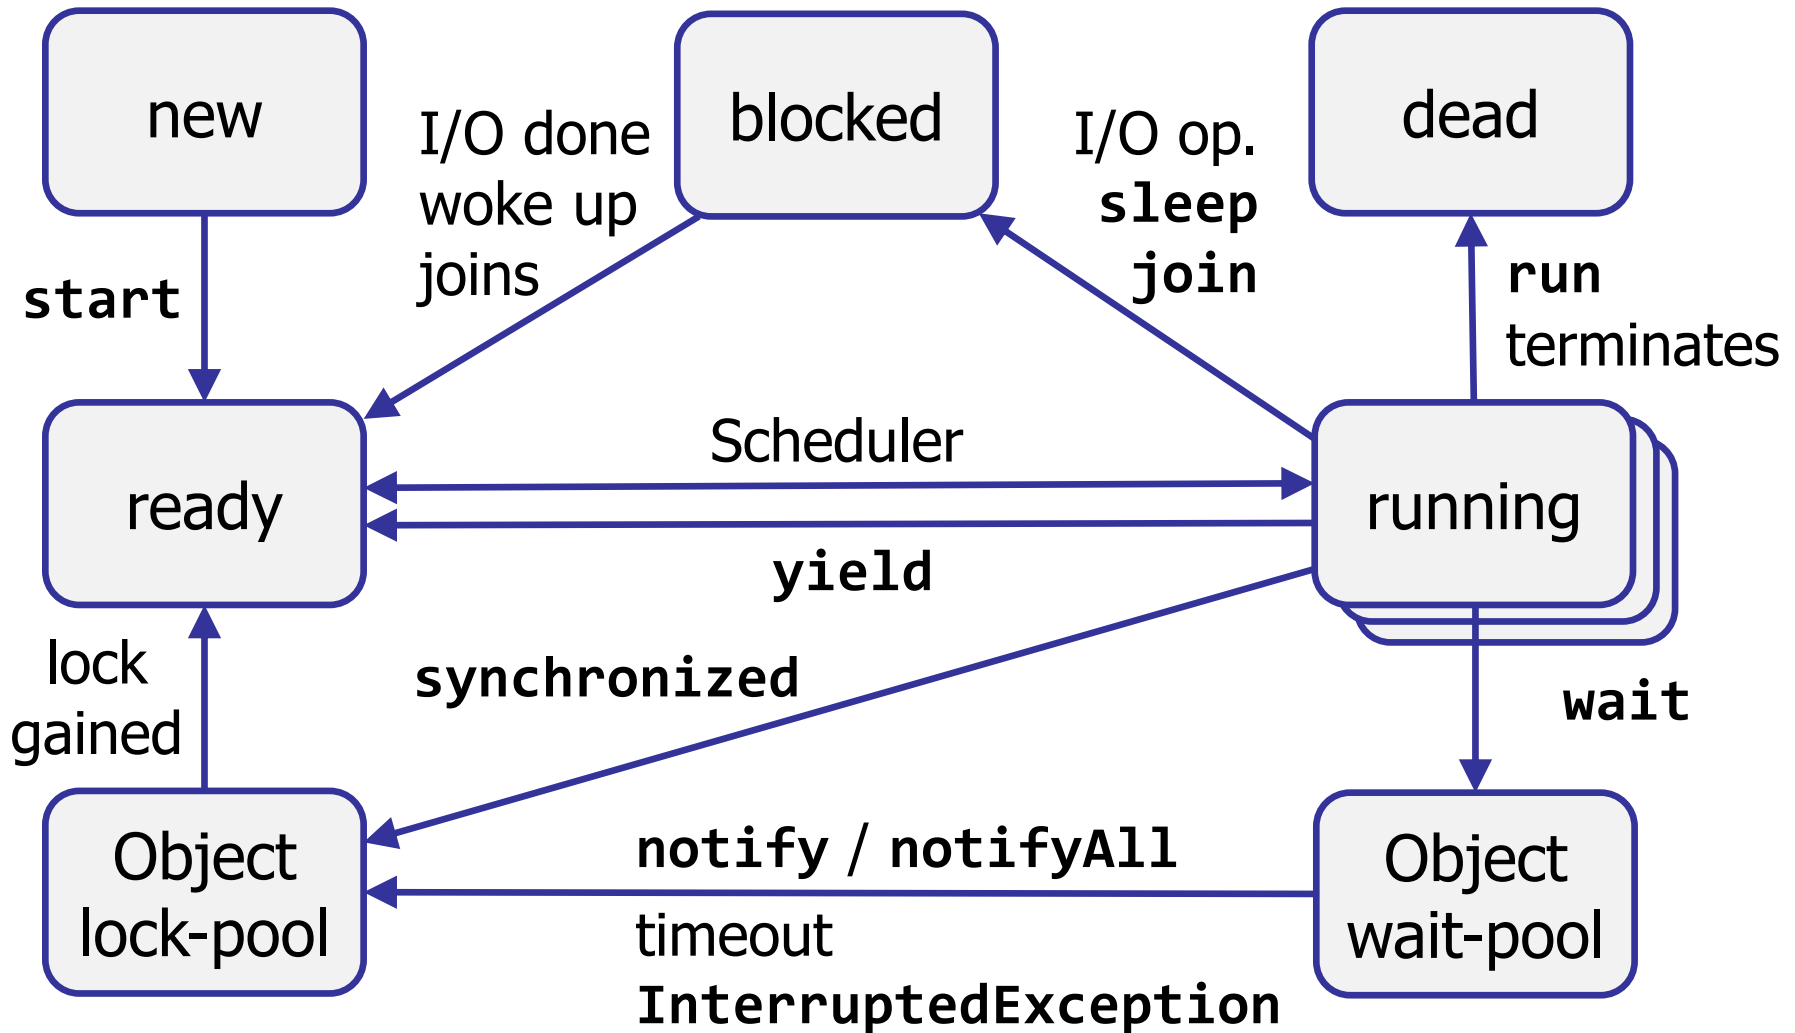 new
blocked
dead
I/O done
woke up
joins
I/O op.
sleep
join
start
run
terminates
Scheduler
ready
running
yield
lock
gained
synchronized
wait
Object
lock-pool
notify / notifyAll
timeout
InterruptedException
Object
wait-pool